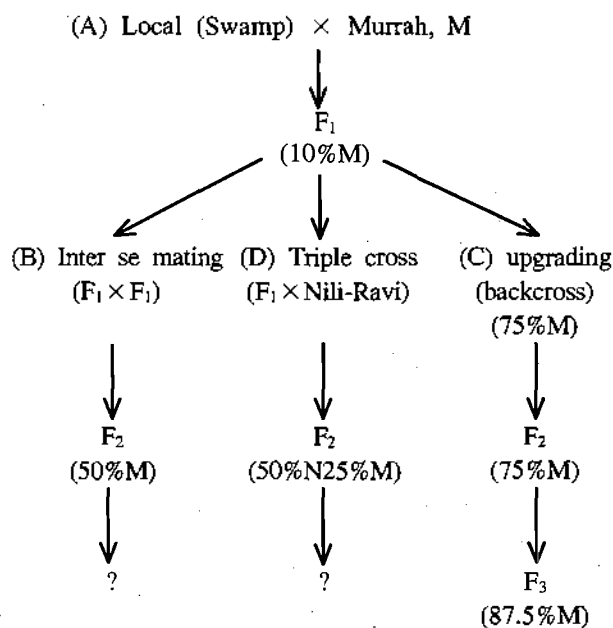 (A) Local (Swamp) × Murrah, M
F₁
(10%M)
(B) Inter se mating (D) Triple cross (C) upgrading
(F₁×F₁) (F₁×Nili-Ravi) (backcross)
(75%M)
F₂ F₂ F₂
(50%M) (50%N25%M) (75%M)
? ? F₃
(87.5%M)